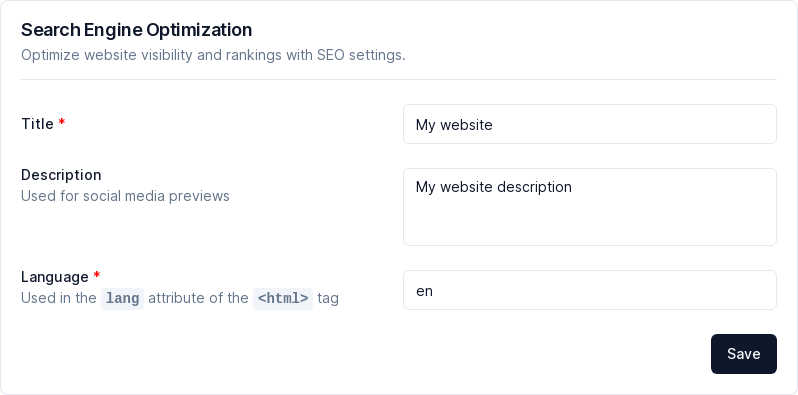 Search Engine Optimization
Optimize website visibility and rankings with SEO settings.
Title *
My website
Description
Used for social media previews
My website description
Language *
Used in the lang attribute of the <html> tag
en
Save